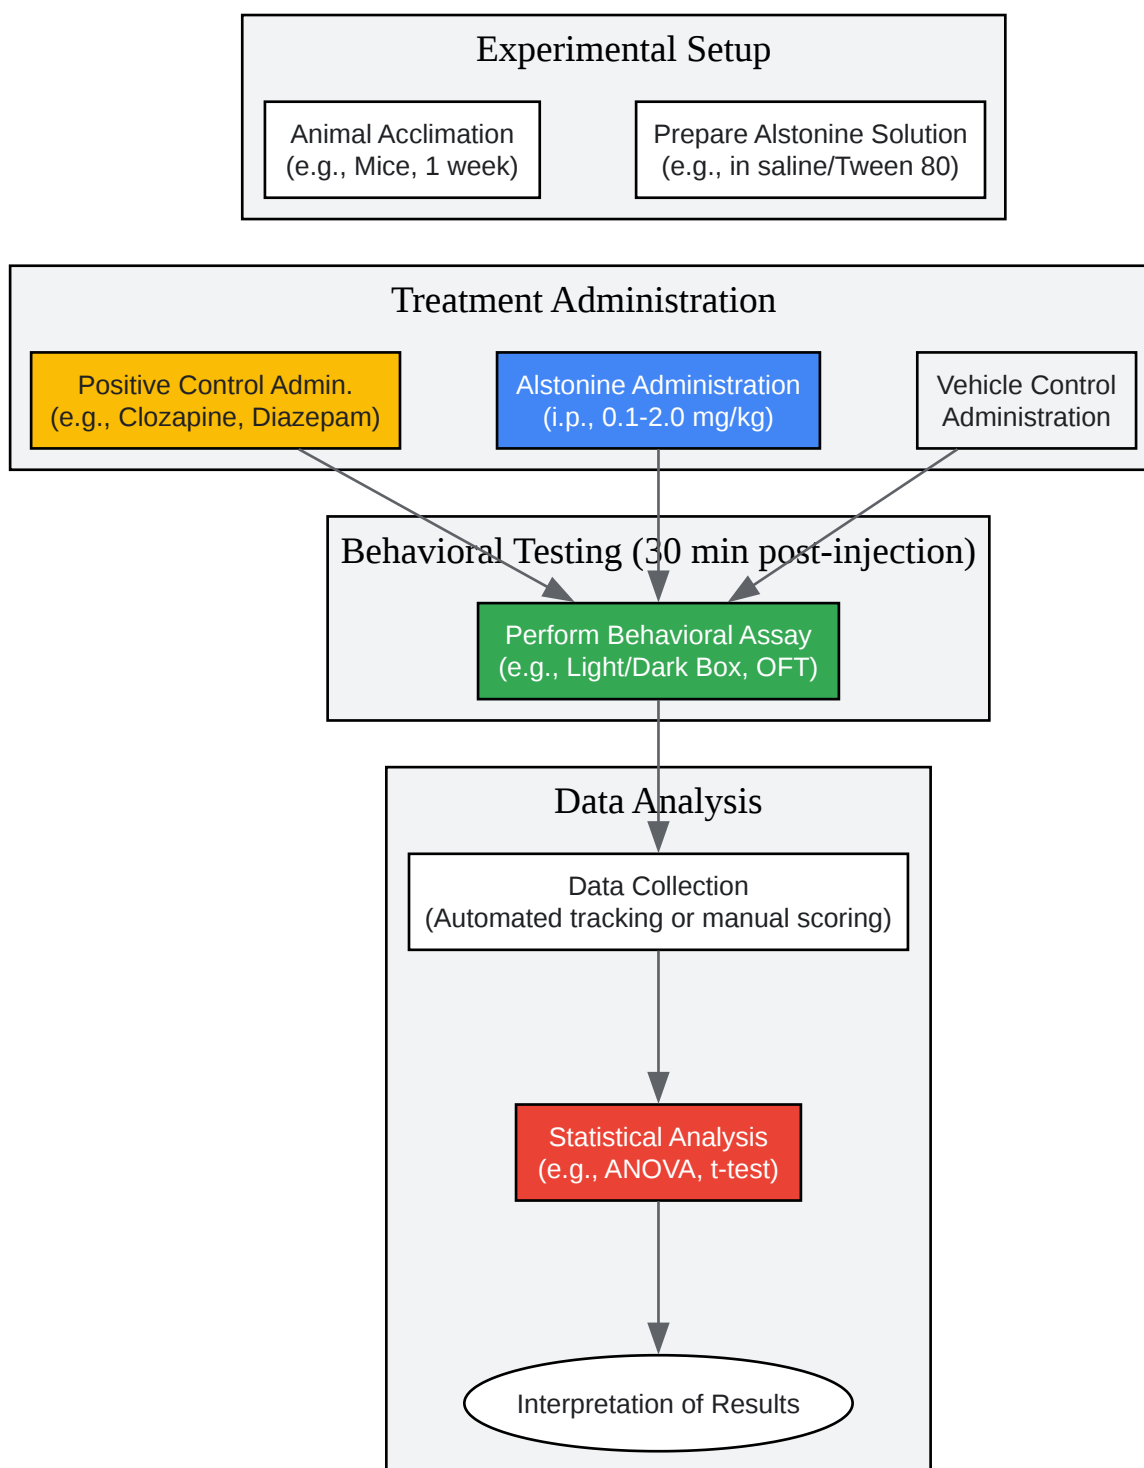 Experimental Setup
Animal Acclimation
(e.g., Mice, 1 week)
Prepare Alstonine Solution
(e.g., in saline/Tween 80)
Treatment Administration
Positive Control Admin.
(e.g., Clozapine, Diazepam)
Alstonine Administration
(i.p., 0.1-2.0 mg/kg)
Vehicle Control
Administration
Behavioral Testing (30 min post-injection)
Perform Behavioral Assay
(e.g., Light/Dark Box, OFT)
Data Analysis
Data Collection
(Automated tracking or manual scoring)
Statistical Analysis
(e.g., ANOVA, t-test)
Interpretation of Results